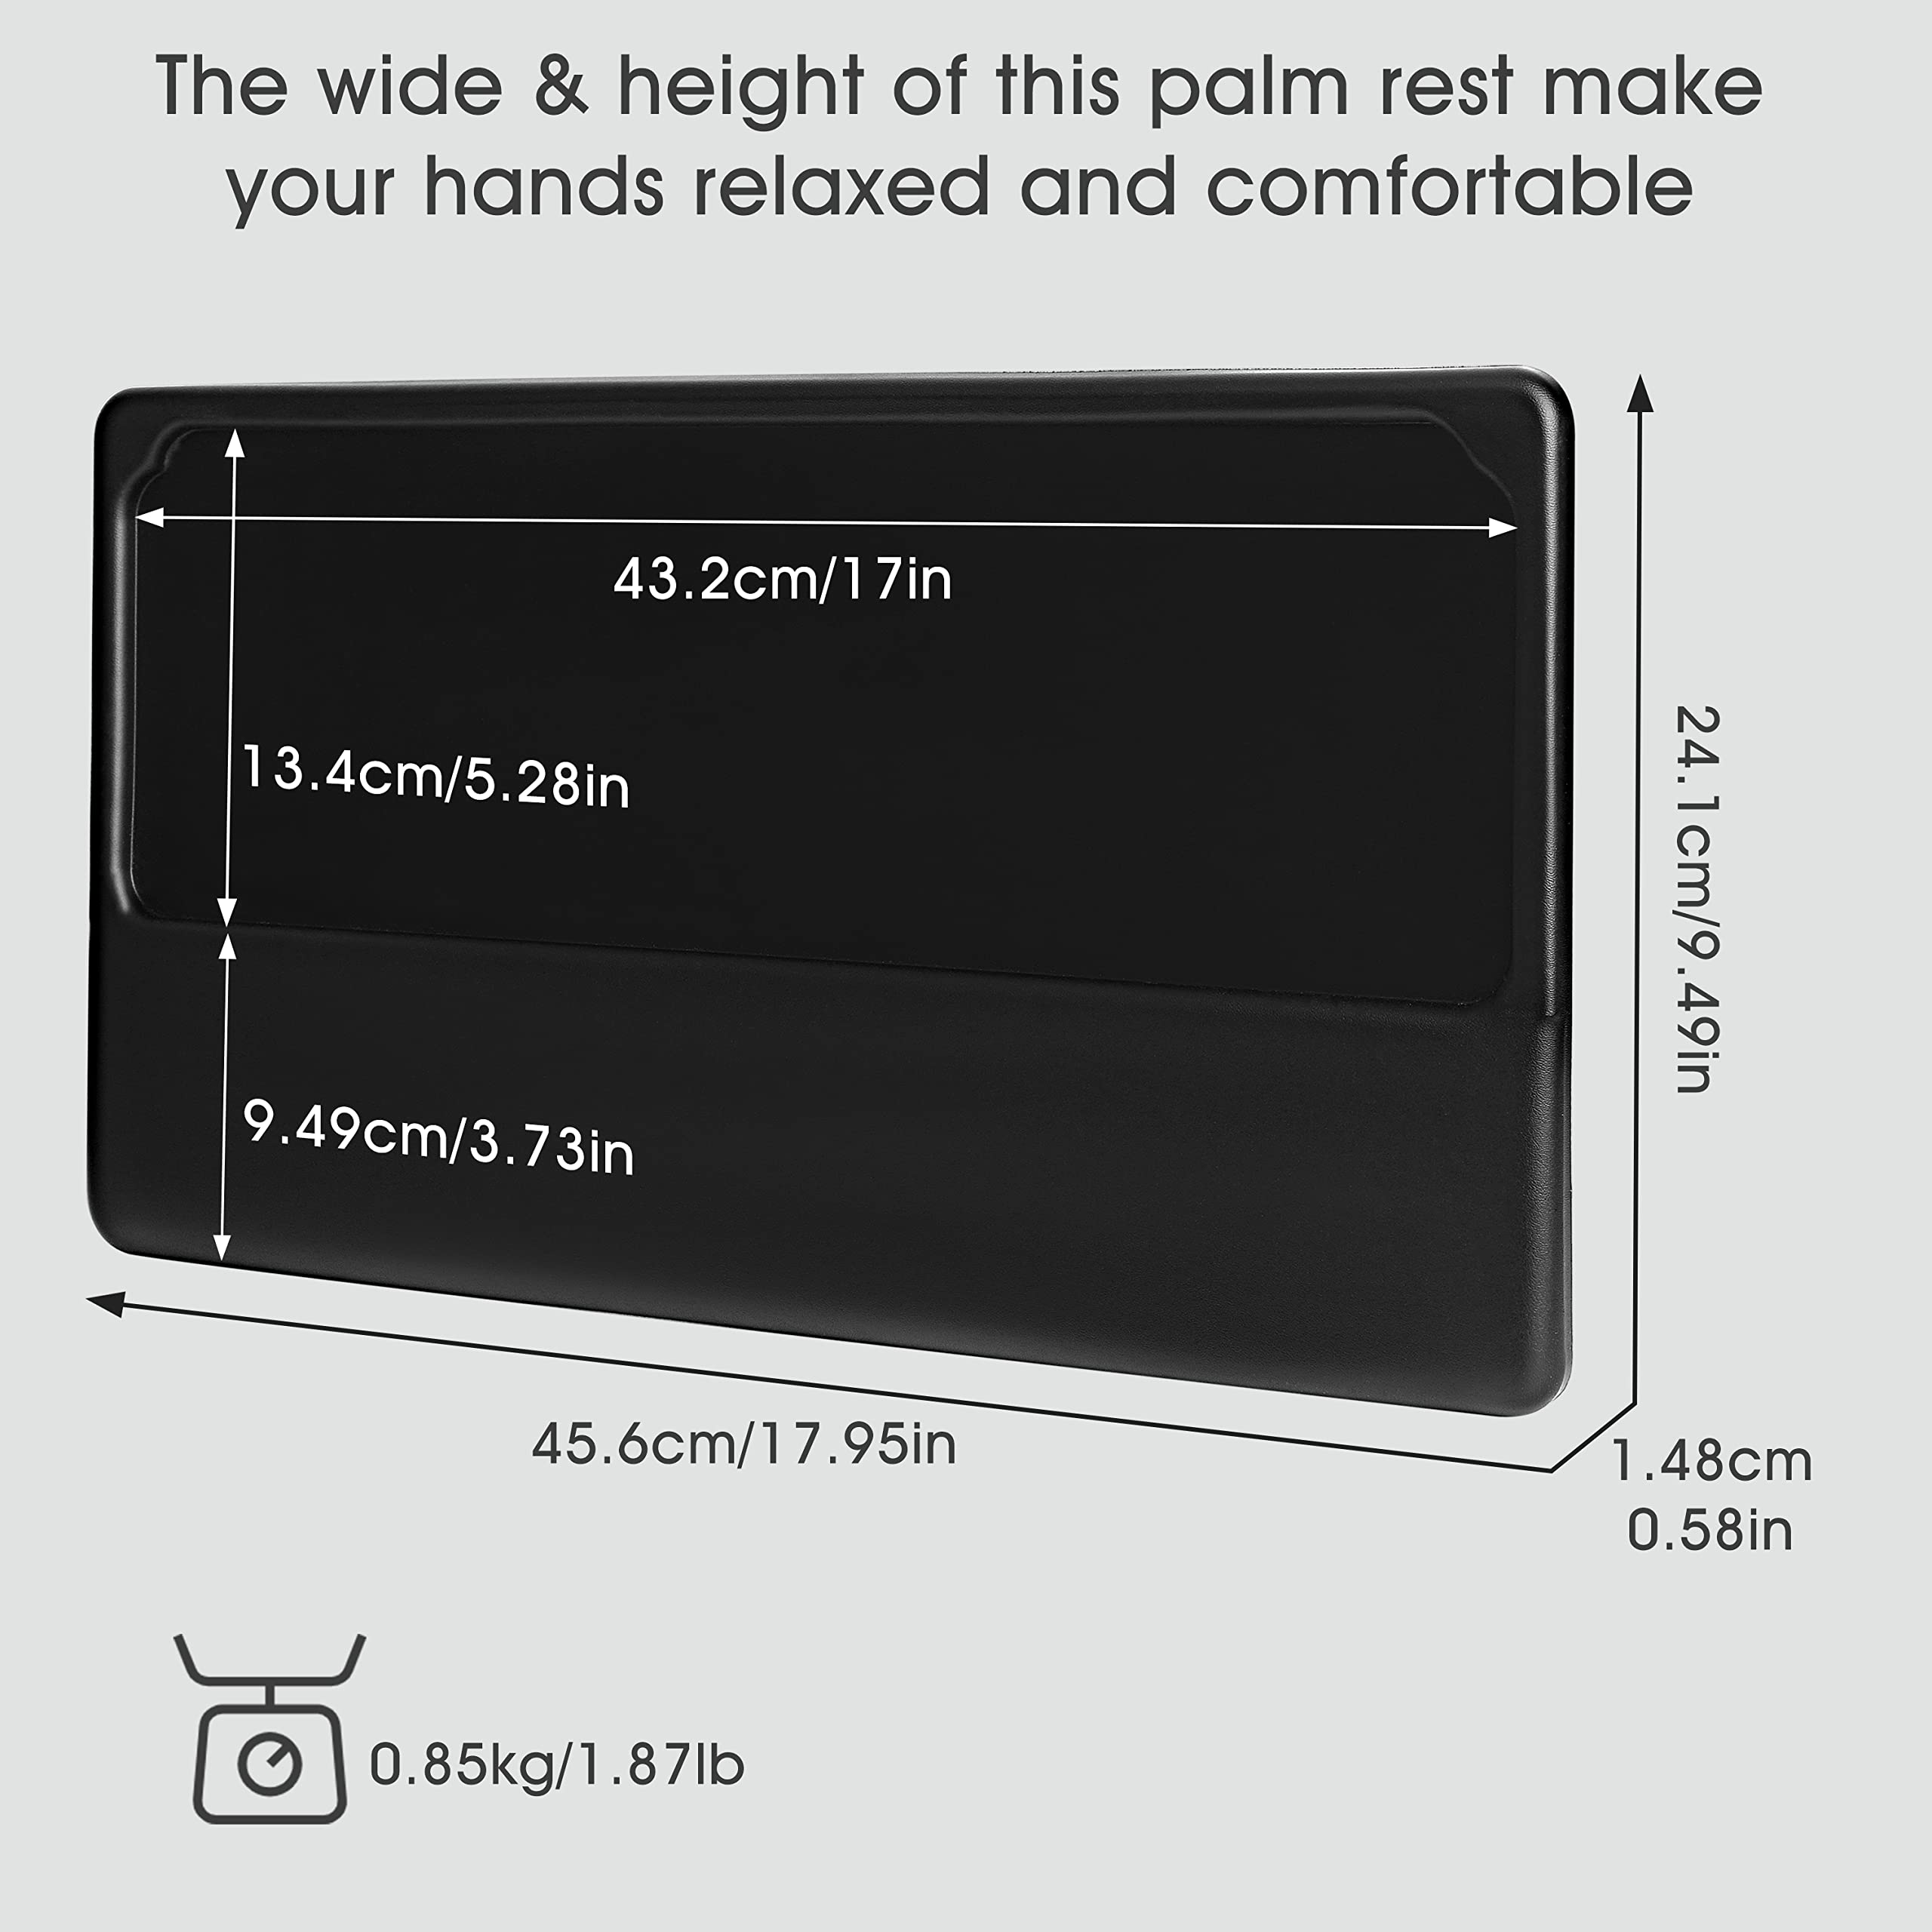 The wide & height of this palm rest make
your hands relaxed and comfortable
43.2cm/17in
13.4cm/5.28in
24.1cm/9.49in
9.49cm/3.73in
45.6cm/17.95in
1.48cm
0.58in
0.85kg/1.87lb